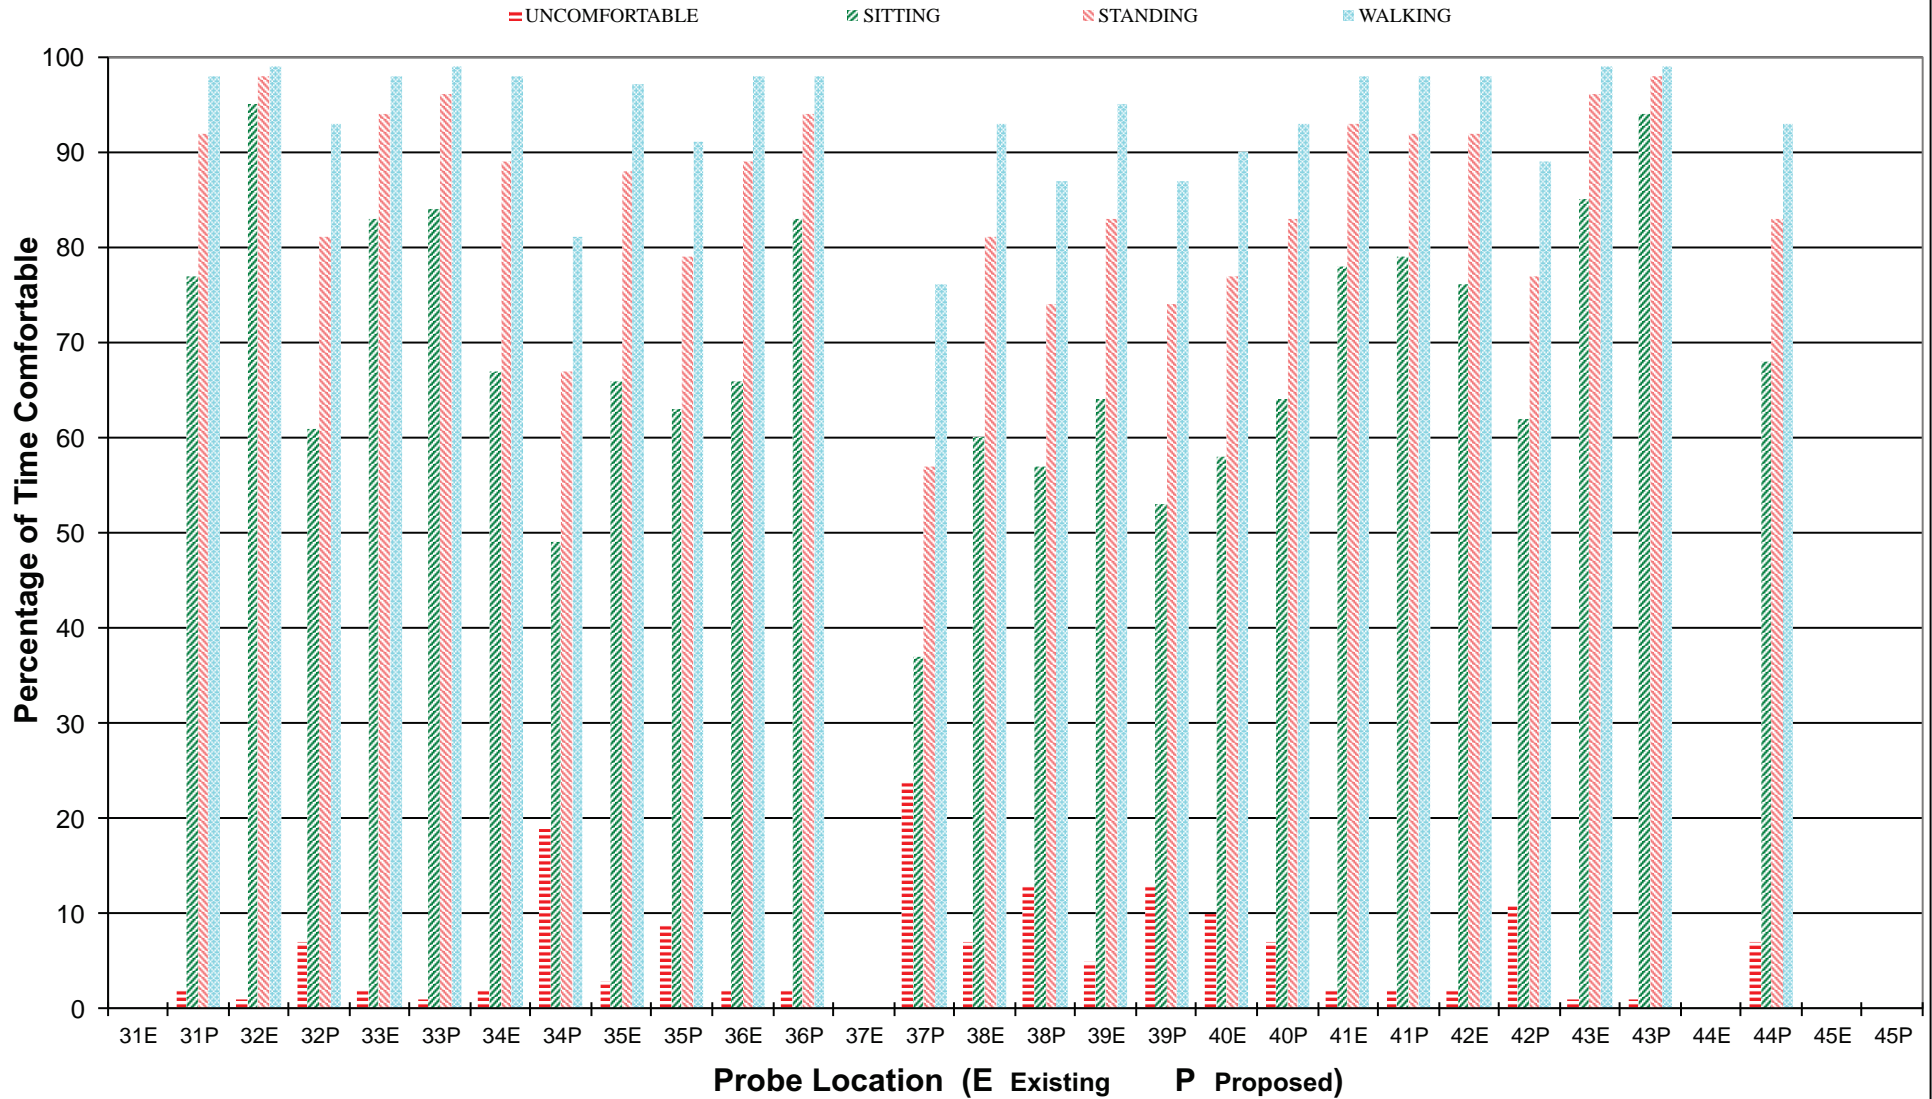 UNCOMFORTABLE SITTING STANDING WALKING
Percentage of Time Comfortable
100
90
80
70
60
50
40
30
20
10
0
31E 31P 32E 32P 33E 33P 34E 34P 35E 35P 36E 36P 37E 37P 38E 38P 39E 39P 40E 40P 41E 41P 42E 42P 43E 43P 44E 44P 45E 45P
Probe Location (E Existing P Proposed)